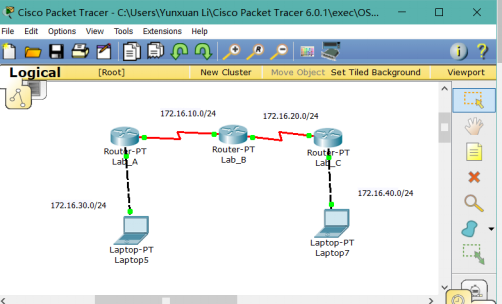 Cisco Packet Tracer - C:\Users\Yunxuan Li\Cisco Packet Tracer 6.0.1\exec\OS...
File Edit Options View Tools Extensions Help
Logical [Root] New Cluster Move Object Set Tiled Background Viewport
172.16.10.0/24 172.16.20.0/24
Router-PT
Lab_A
Router-PT
Lab_B
Router-PT
Lab_C
172.16.30.0/24 172.16.40.0/24
Laptop-PT
Laptop5
Laptop-PT
Laptop7